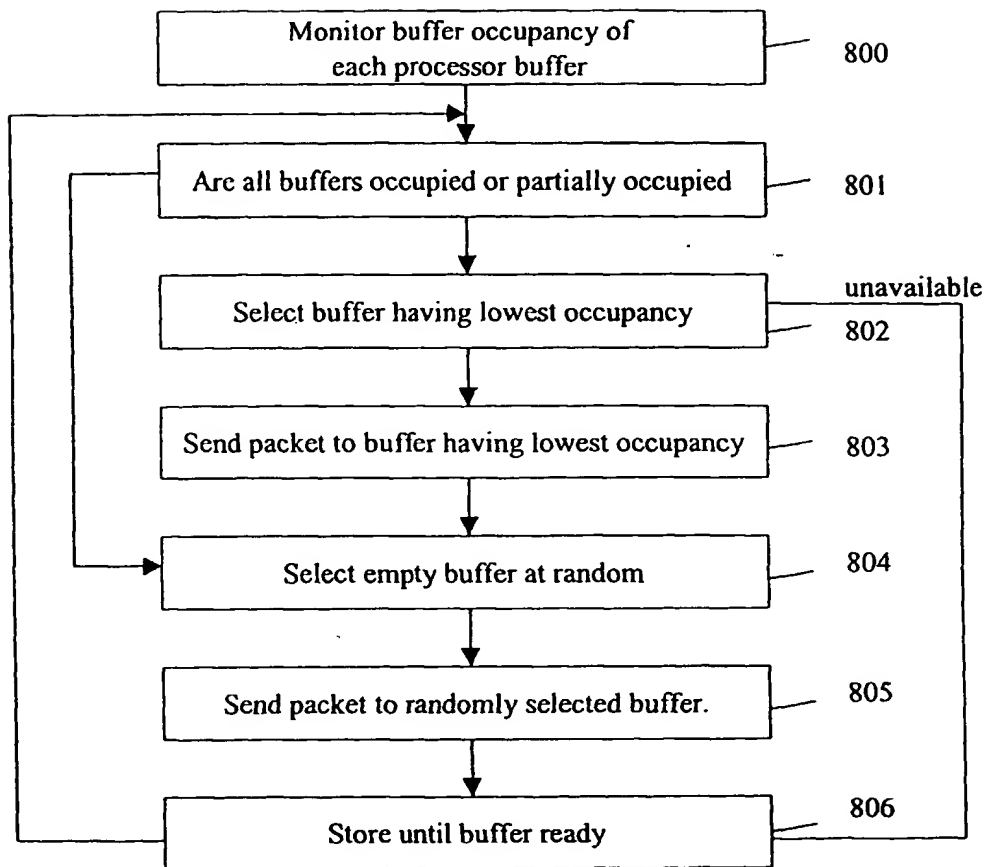 Monitor buffer occupancy of
each processor buffer
800
Are all buffers occupied or partially occupied
801
unavailable
Select buffer having lowest occupancy
802
Send packet to buffer having lowest occupancy
803
Select empty buffer at random
804
Send packet to randomly selected buffer.
805
Store until buffer ready
806